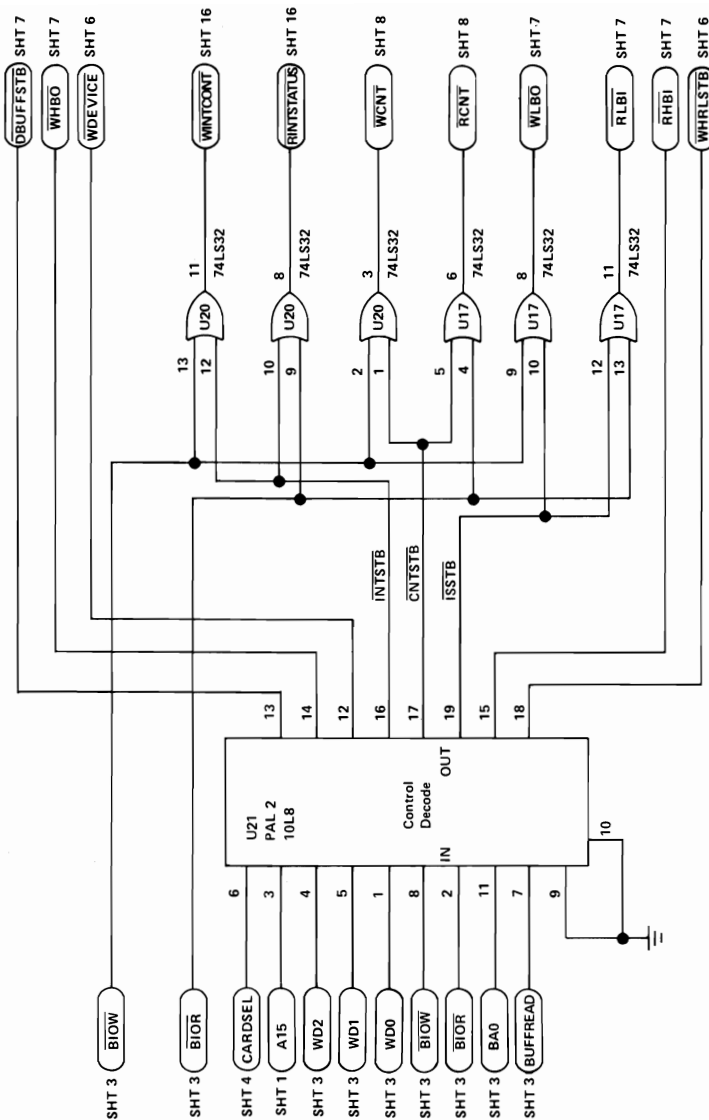 SHT 7
DBUFFSTB
SHT 7
WHBO
SHT 6
WDEVICE
SHT 16
WINTCONT
SHT 16
RINTSTATUS
SHT 8
WCNT
SHT 8
RCNT
SHT 7
WLBO
SHT 7
RLBI
SHT 7
RHBI
SHT 6
WHRLSTB
11
74LS32
8
74LS32
3
74LS32
6
74LS32
8
74LS32
11
74LS32
U20
U20
U20
U17
U17
U17
13
12
10
9
2
1
5
4
9
10
12
13
INTSTB
CNTSTB
ISSTB
13
14
12
16
17
19
15
18
OUT
U21
PAL 2
10L8
Control
Decode
IN
10
6
3
4
5
1
8
2
11
7
9
BIOW
SHT 3
BIOR
SHT 3
CARDSEL
SHT 4
A15
SHT 1
WD2
SHT 3
WD1
SHT 3
WD0
SHT 3
BIOW
SHT 3
BIOR
SHT 3
BA0
SHT 3
BUFFREAD
SHT 3